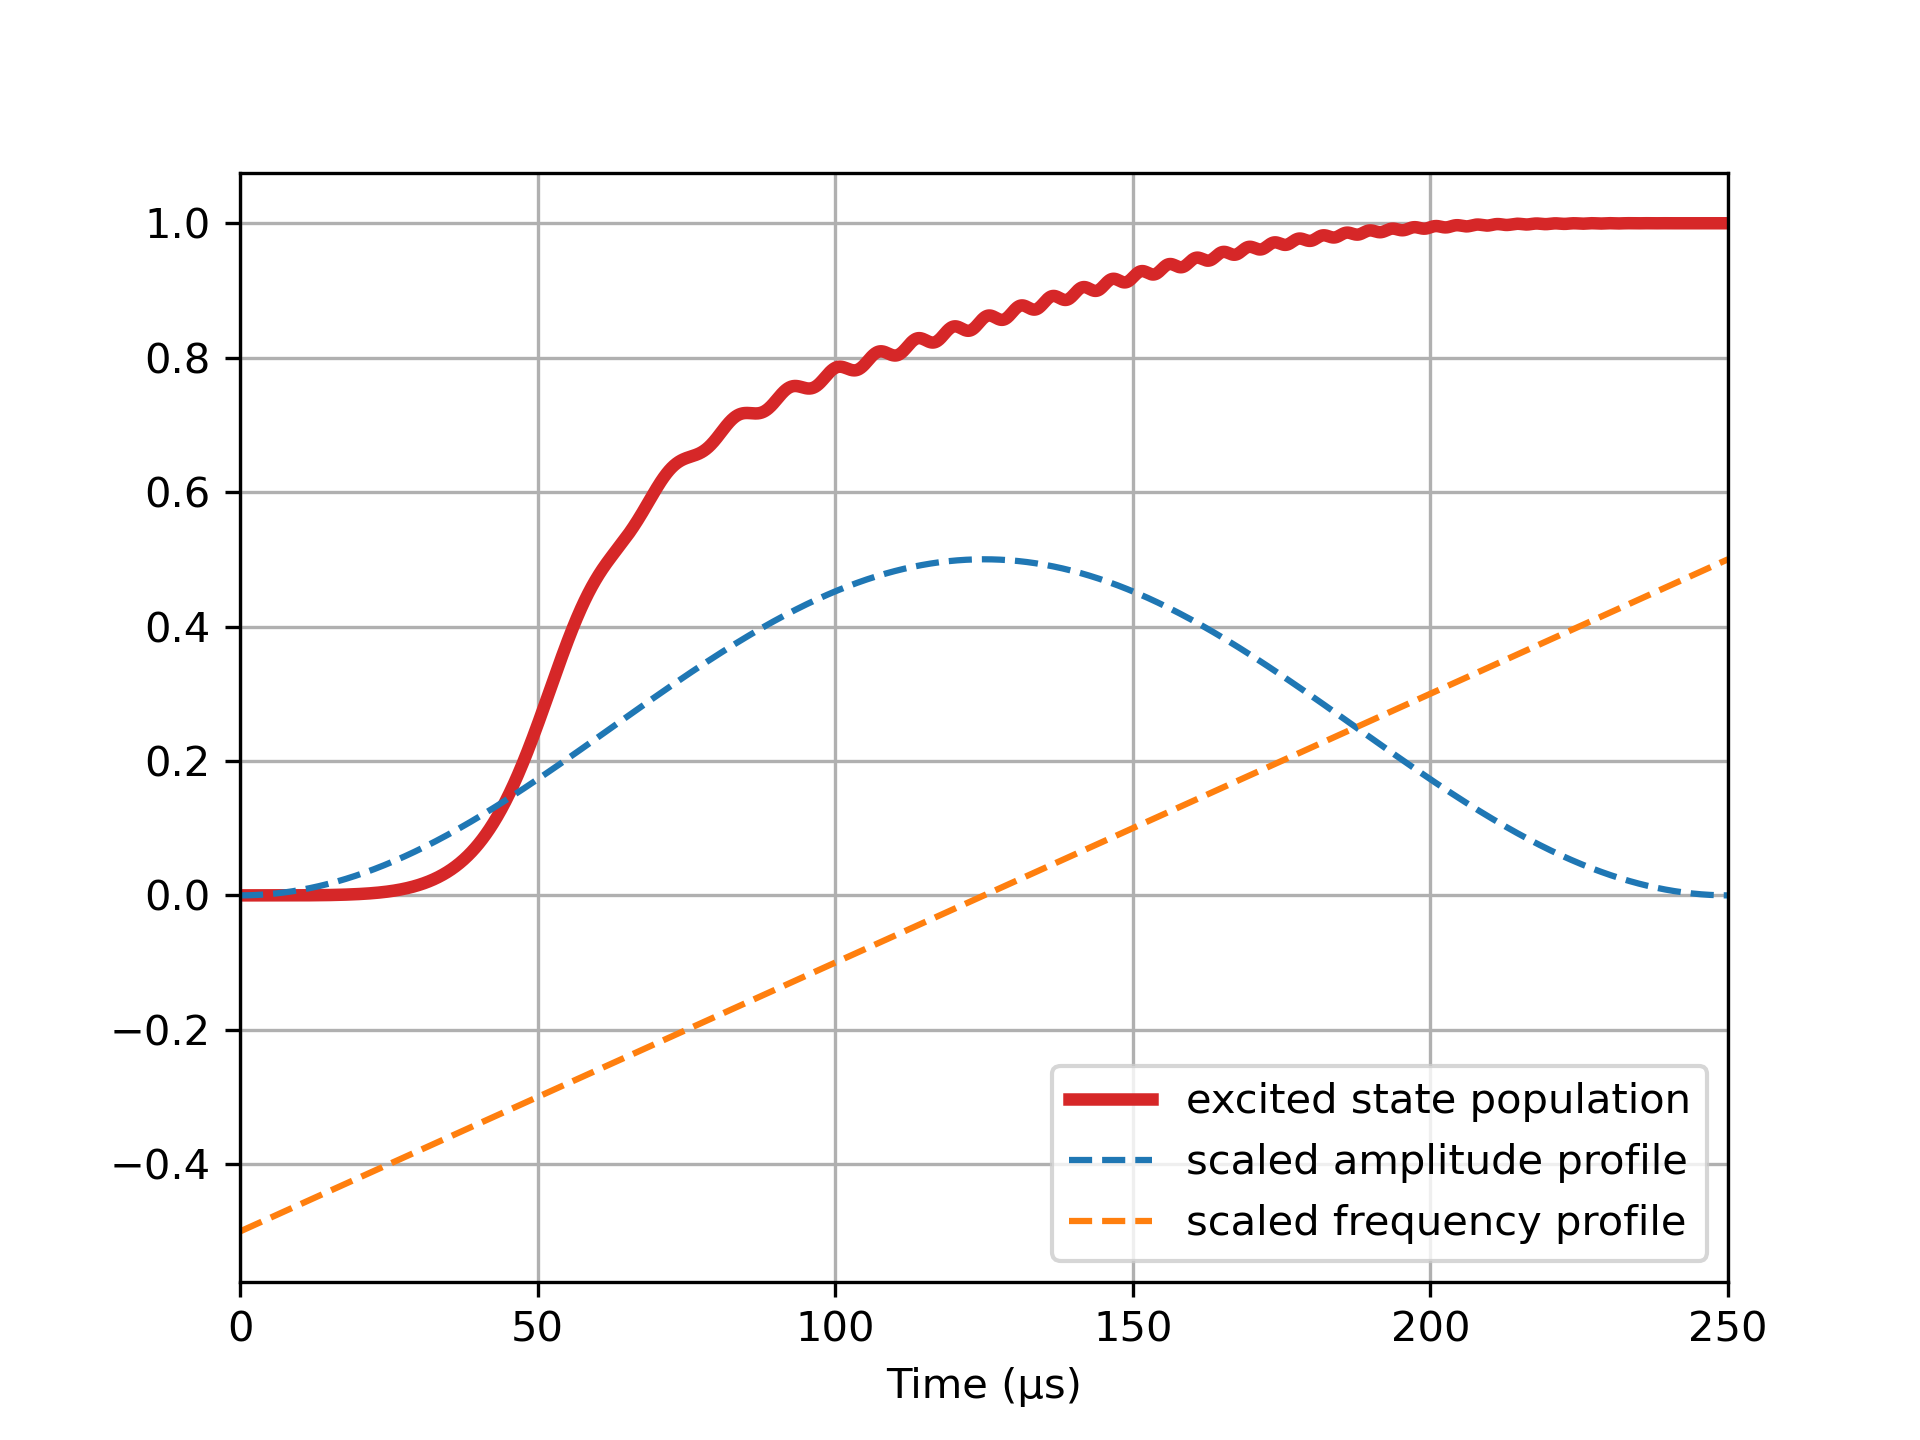 1.0
0.8
0.6
0.4
0.2
0.0
−0.2
−0.4
0 50 100 150 200 250
Time (µs)
excited state population
scaled amplitude profile
scaled frequency profile